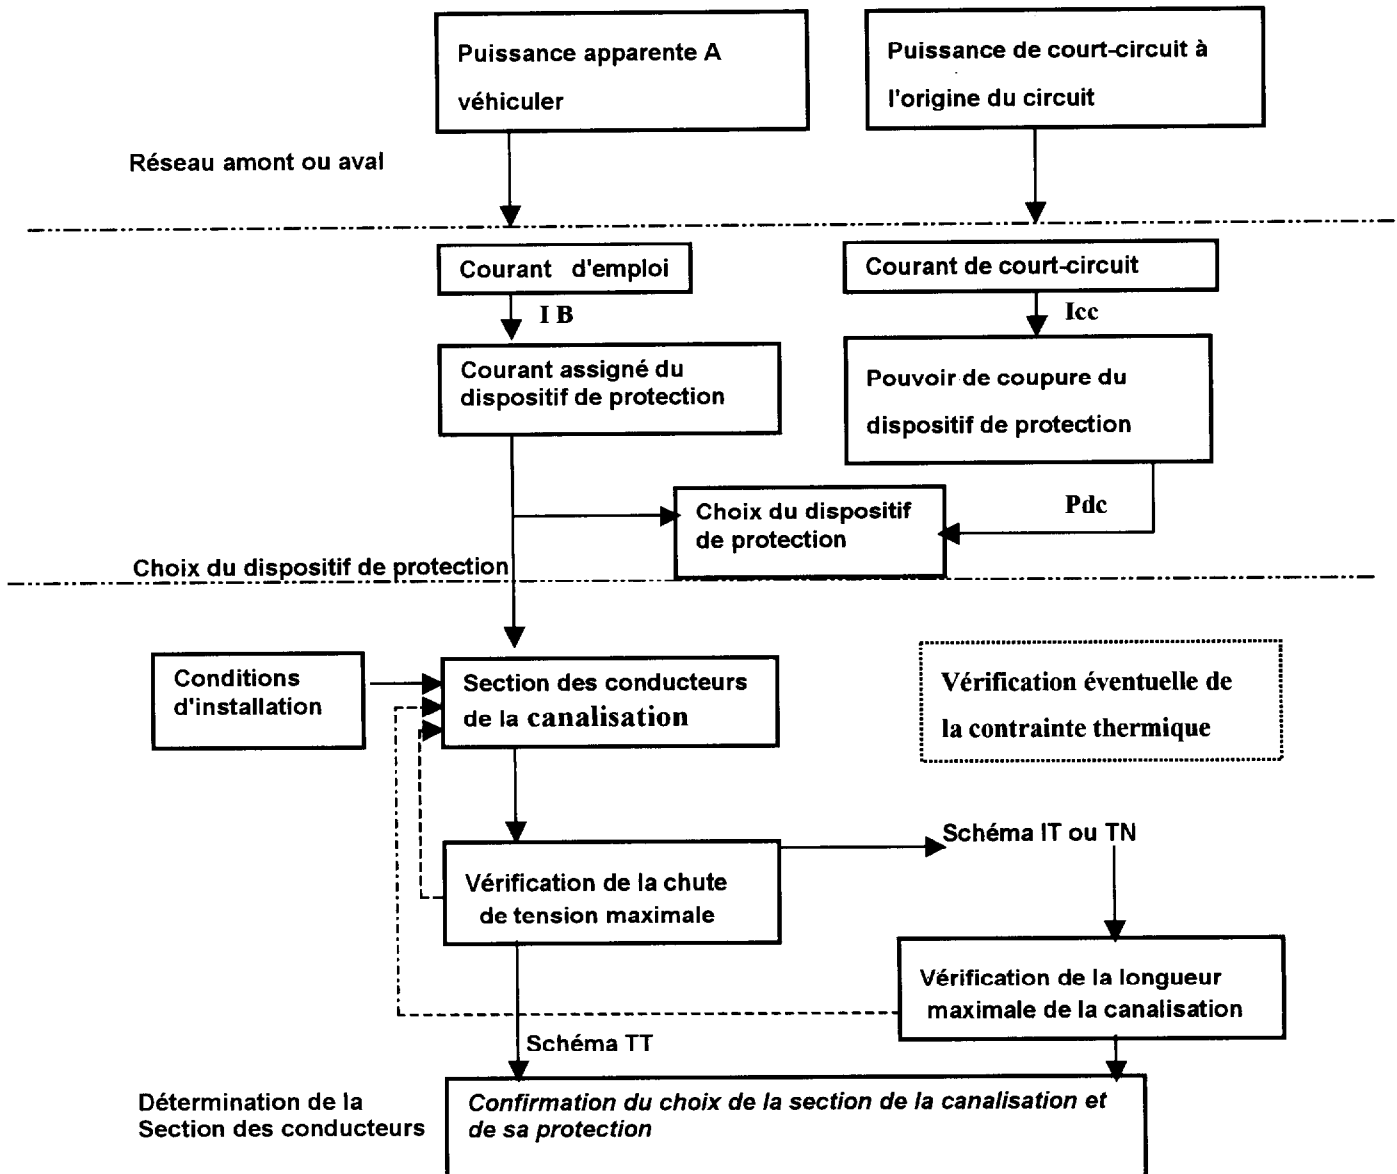 Puissance apparente A
véhiculer
Puissance de court-circuit à
l'origine du circuit
Réseau amont ou aval
Courant d'emploi
Courant de court-circuit
I B
Icc
Courant assigné du
dispositif de protection
Pouvoir de coupure du
dispositif de protection
Choix du dispositif
de protection
Pdc
Choix du dispositif de protection
Conditions
d'installation
Section des conducteurs
de la canalisation
Vérification éventuelle de
la contrainte thermique
Schéma IT ou TN
Vérification de la chute
de tension maximale
Vérification de la longueur
maximale de la canalisation
Schéma TT
Détermination de la
Section des conducteurs
Confirmation du choix de la section de la canalisation et
de sa protection